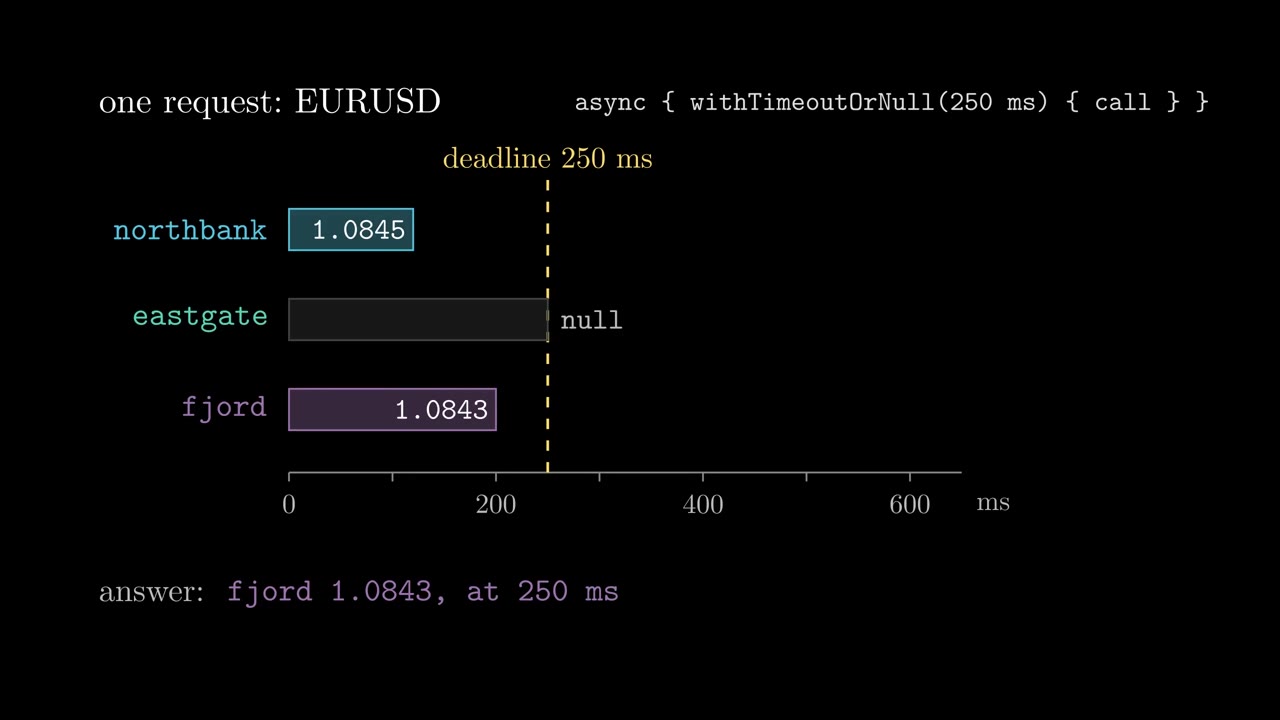 one request: EURUSD
async { withTimeoutOrNull(250 ms) { call } }
deadline 250 ms
northbank
1.0845
eastgate
null
fjord
1.0843
0
200
400
600
ms
answer: fjord 1.0843, at 250 ms